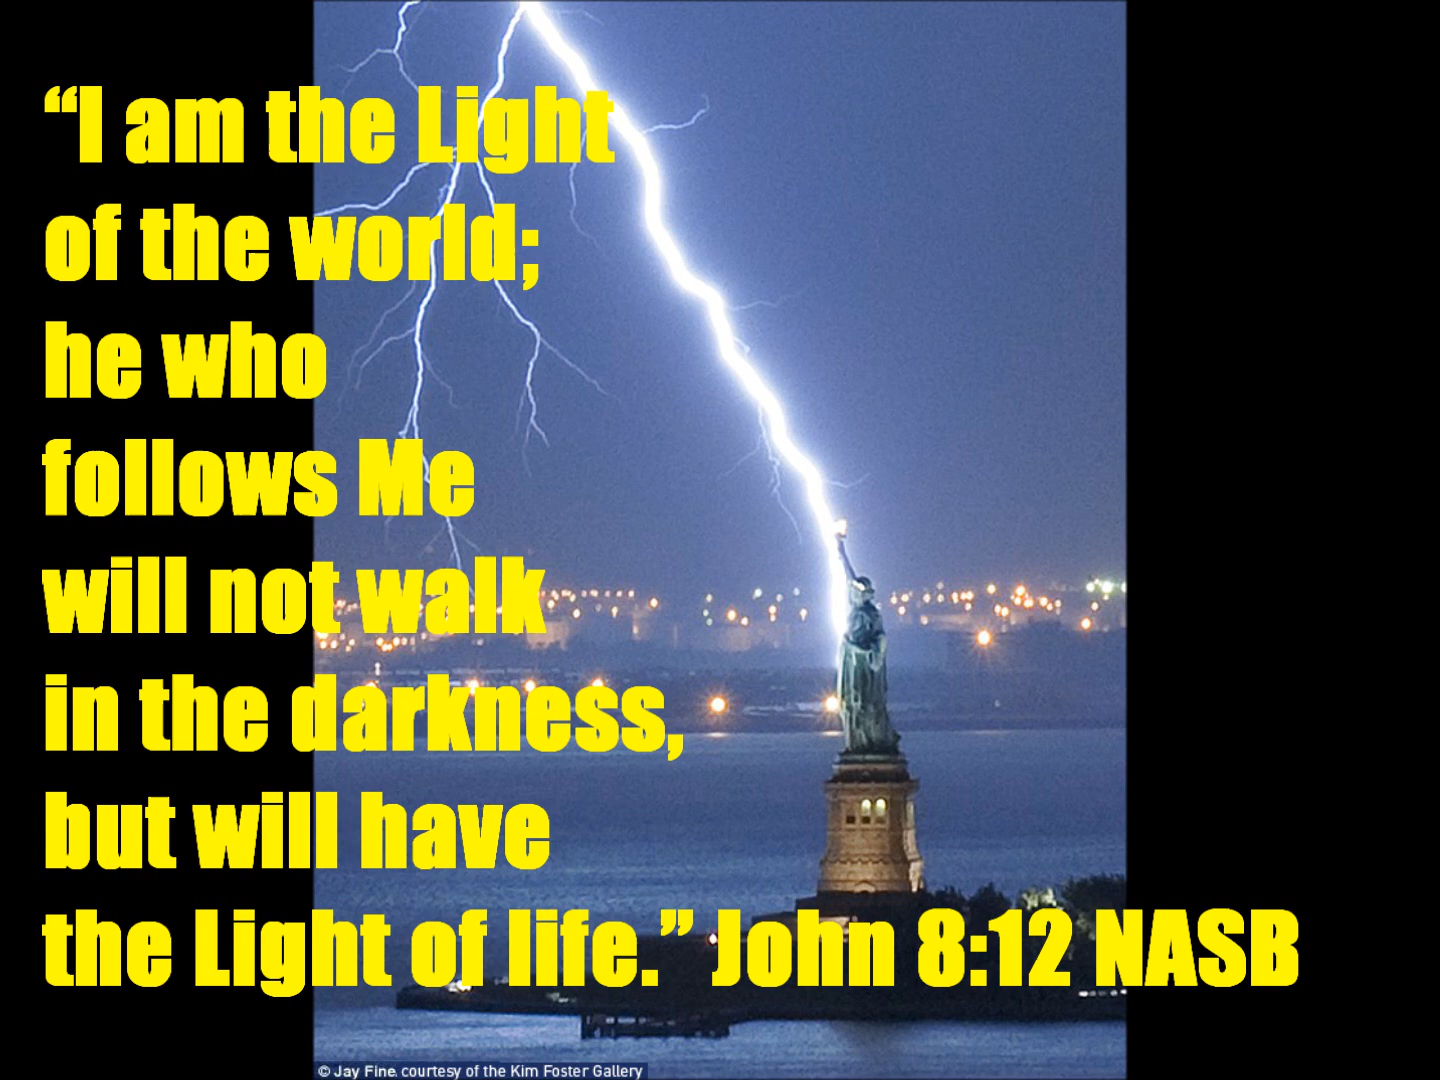 “I am the Light
of the world;
he who
follows Me
will not walk
in the darkness,
but will have
the Light of life.” John 8:12 NASB
© Jay Fine. courtesy of the Kim Foster Gallery